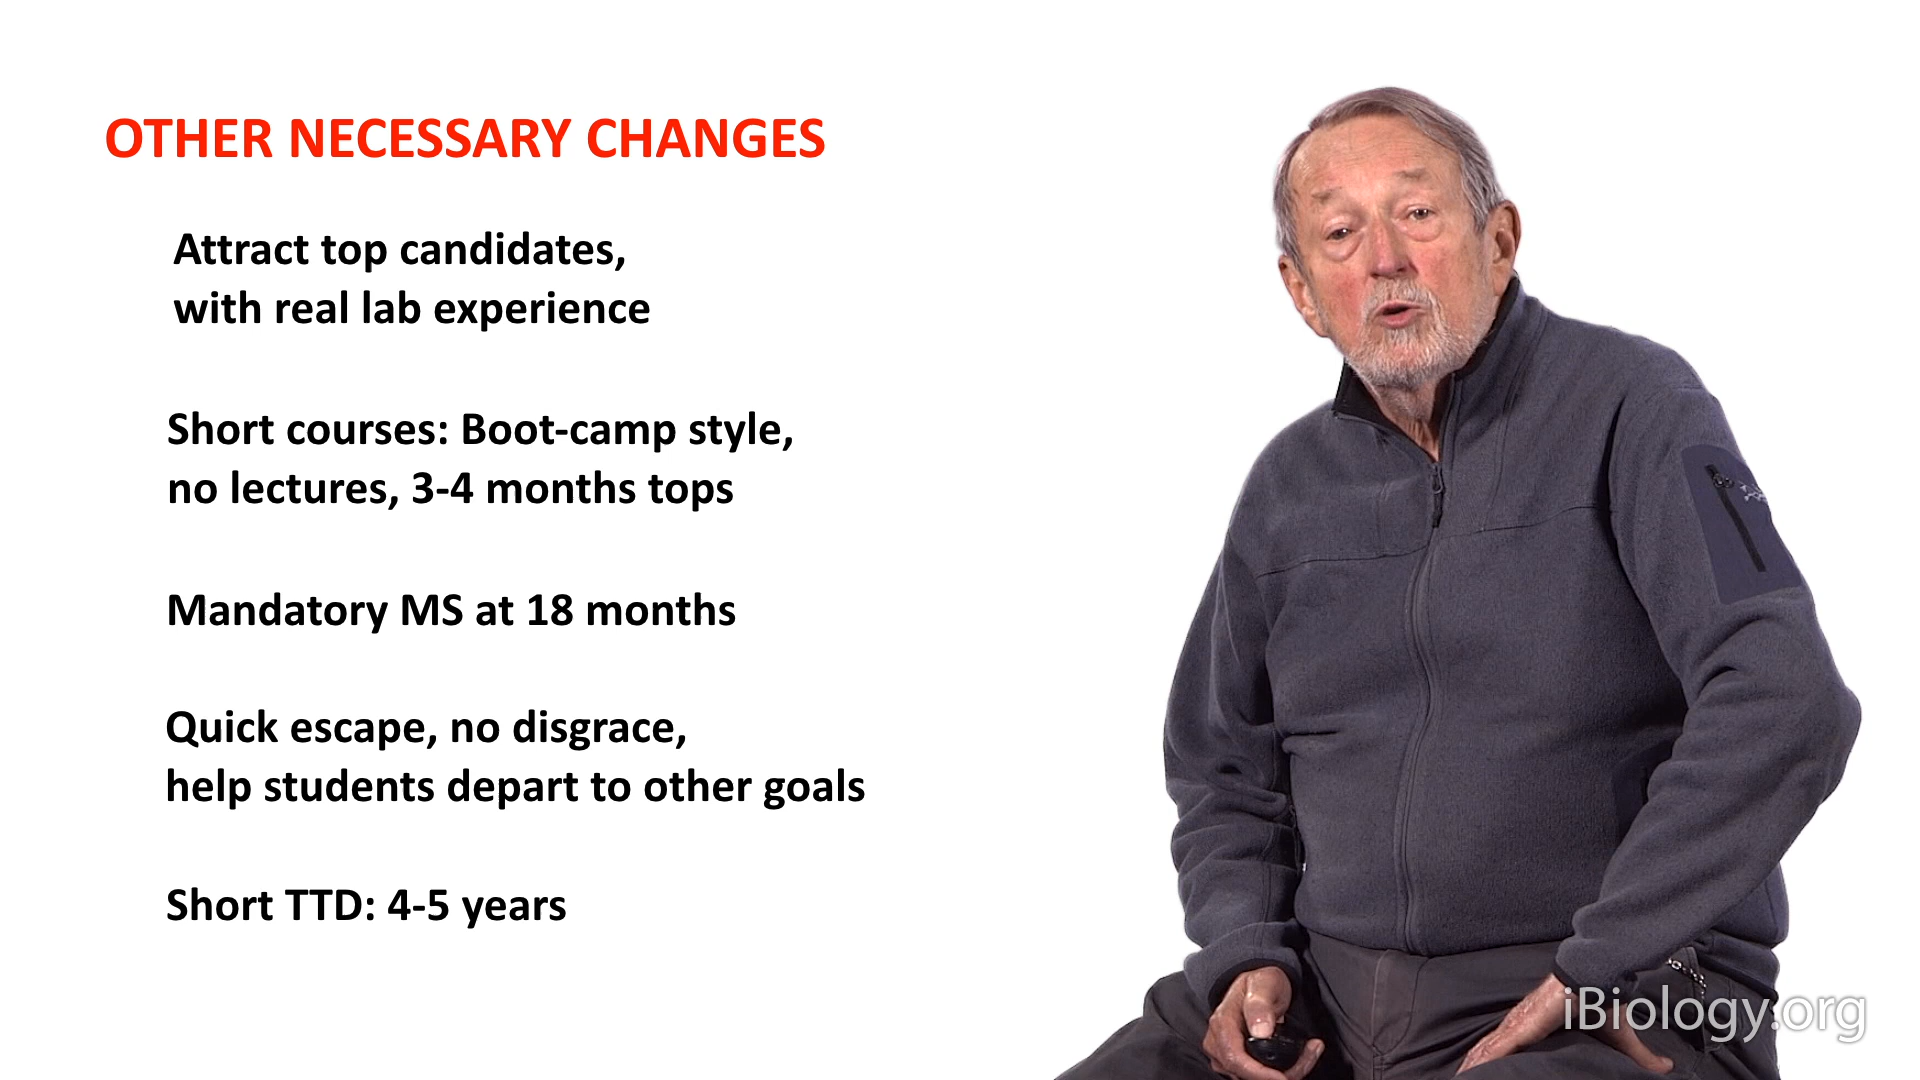 OTHER NECESSARY CHANGES
Attract top candidates,
with real lab experience
Short courses: Boot-camp style,
no lectures, 3-4 months tops
Mandatory MS at 18 months
Quick escape, no disgrace,
help students depart to other goals
Short TTD: 4-5 years
iBiology.org